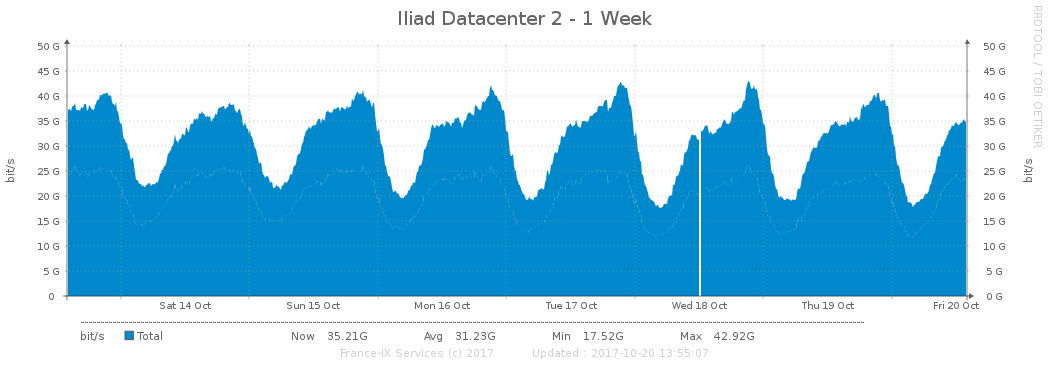 Iliad Datacenter 2 - 1 Week
RRDTOOL / TOBI OETIKER
bit/s
50 G
45 G
40 G
35 G
30 G
25 G
20 G
15 G
10 G
5 G
0
50 G
45 G
40 G
35 G
30 G
25 G
20 G
15 G
10 G
5 G
0 G
bit/s
Sat 14 Oct Sun 15 Oct Mon 16 Oct Tue 17 Oct Wed 18 Oct Thu 19 Oct Fri 20 Oct
bit/s Total Now 35.21G Avg 31.23G Min 17.52G Max 42.92G
France-IX Services (c) 2017 Updated : 2017-10-20 13:55:07